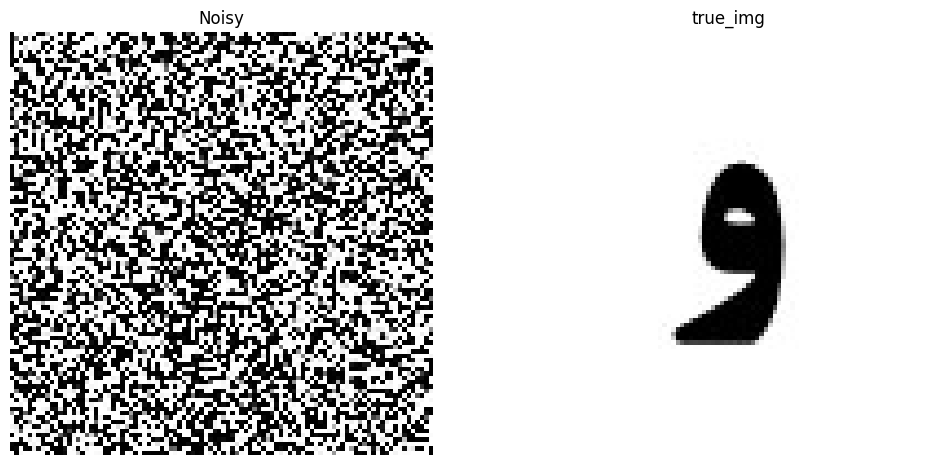 Noisy true_img
و